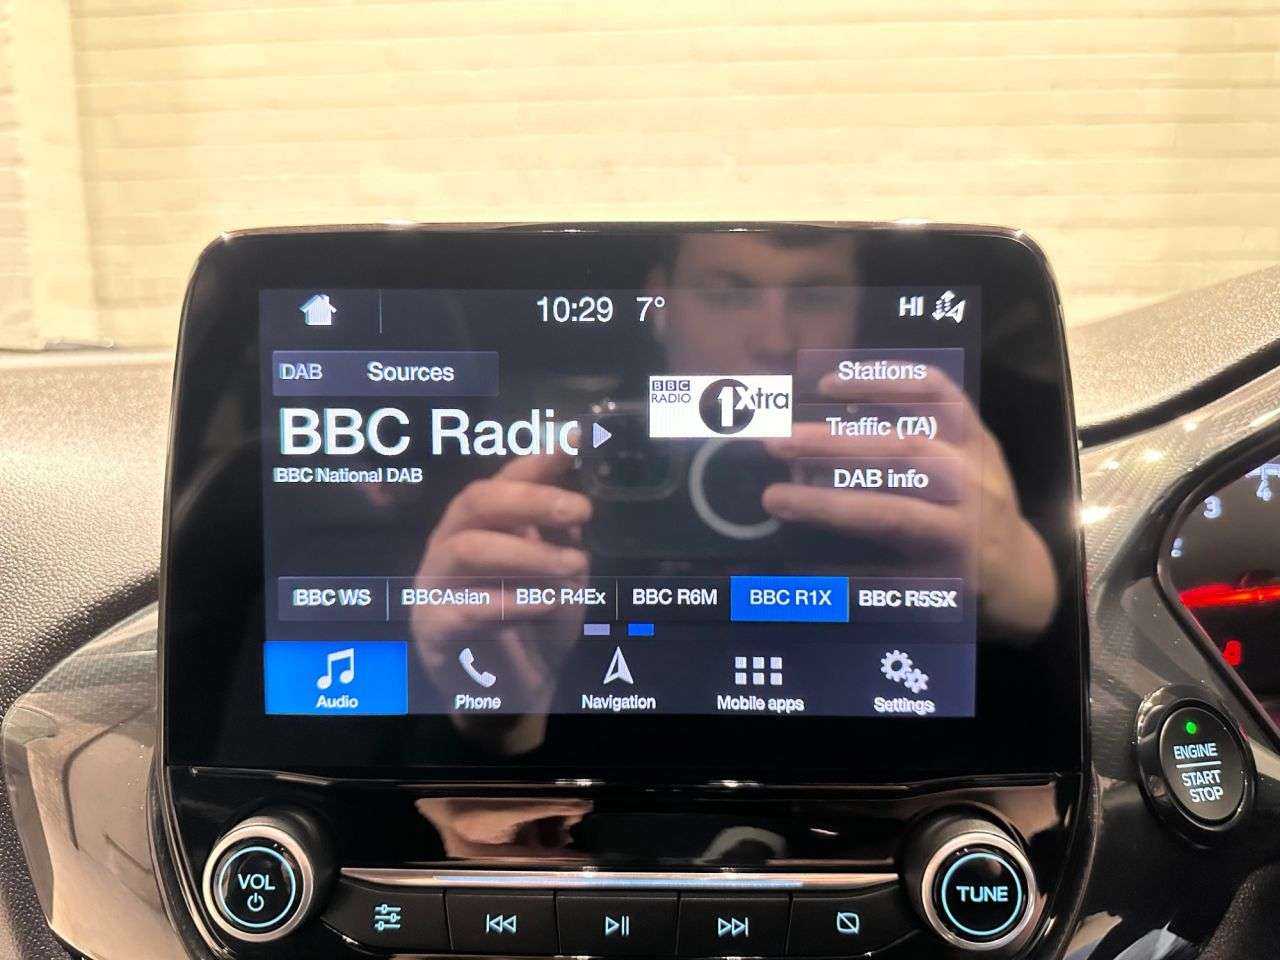 10:29 7° HI
DAB Sources
Stations
BBC Radio
BBC RADIO 1Xtra
Traffic (TA)
BBC National DAB
DAB info
BBC WS BBCAsian BBC R4Ex BBC R6M BBC R1X BBC R5SX
Audio Phone Navigation Mobile apps Settings
3
4
ENGINE
START
STOP
VOL
TUNE